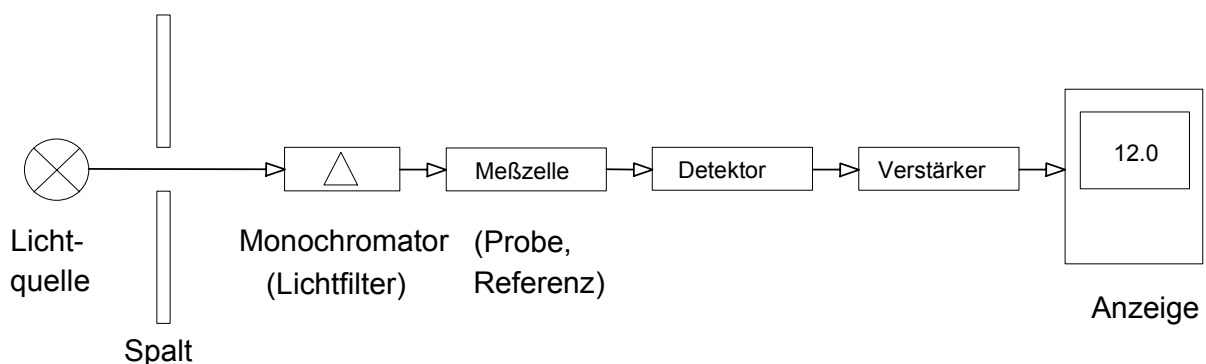 Licht-
quelle
Spalt
Monochromator
(Lichtfilter)
Meßzelle
(Probe,
Referenz)
Detektor
Verstärker
12.0
Anzeige